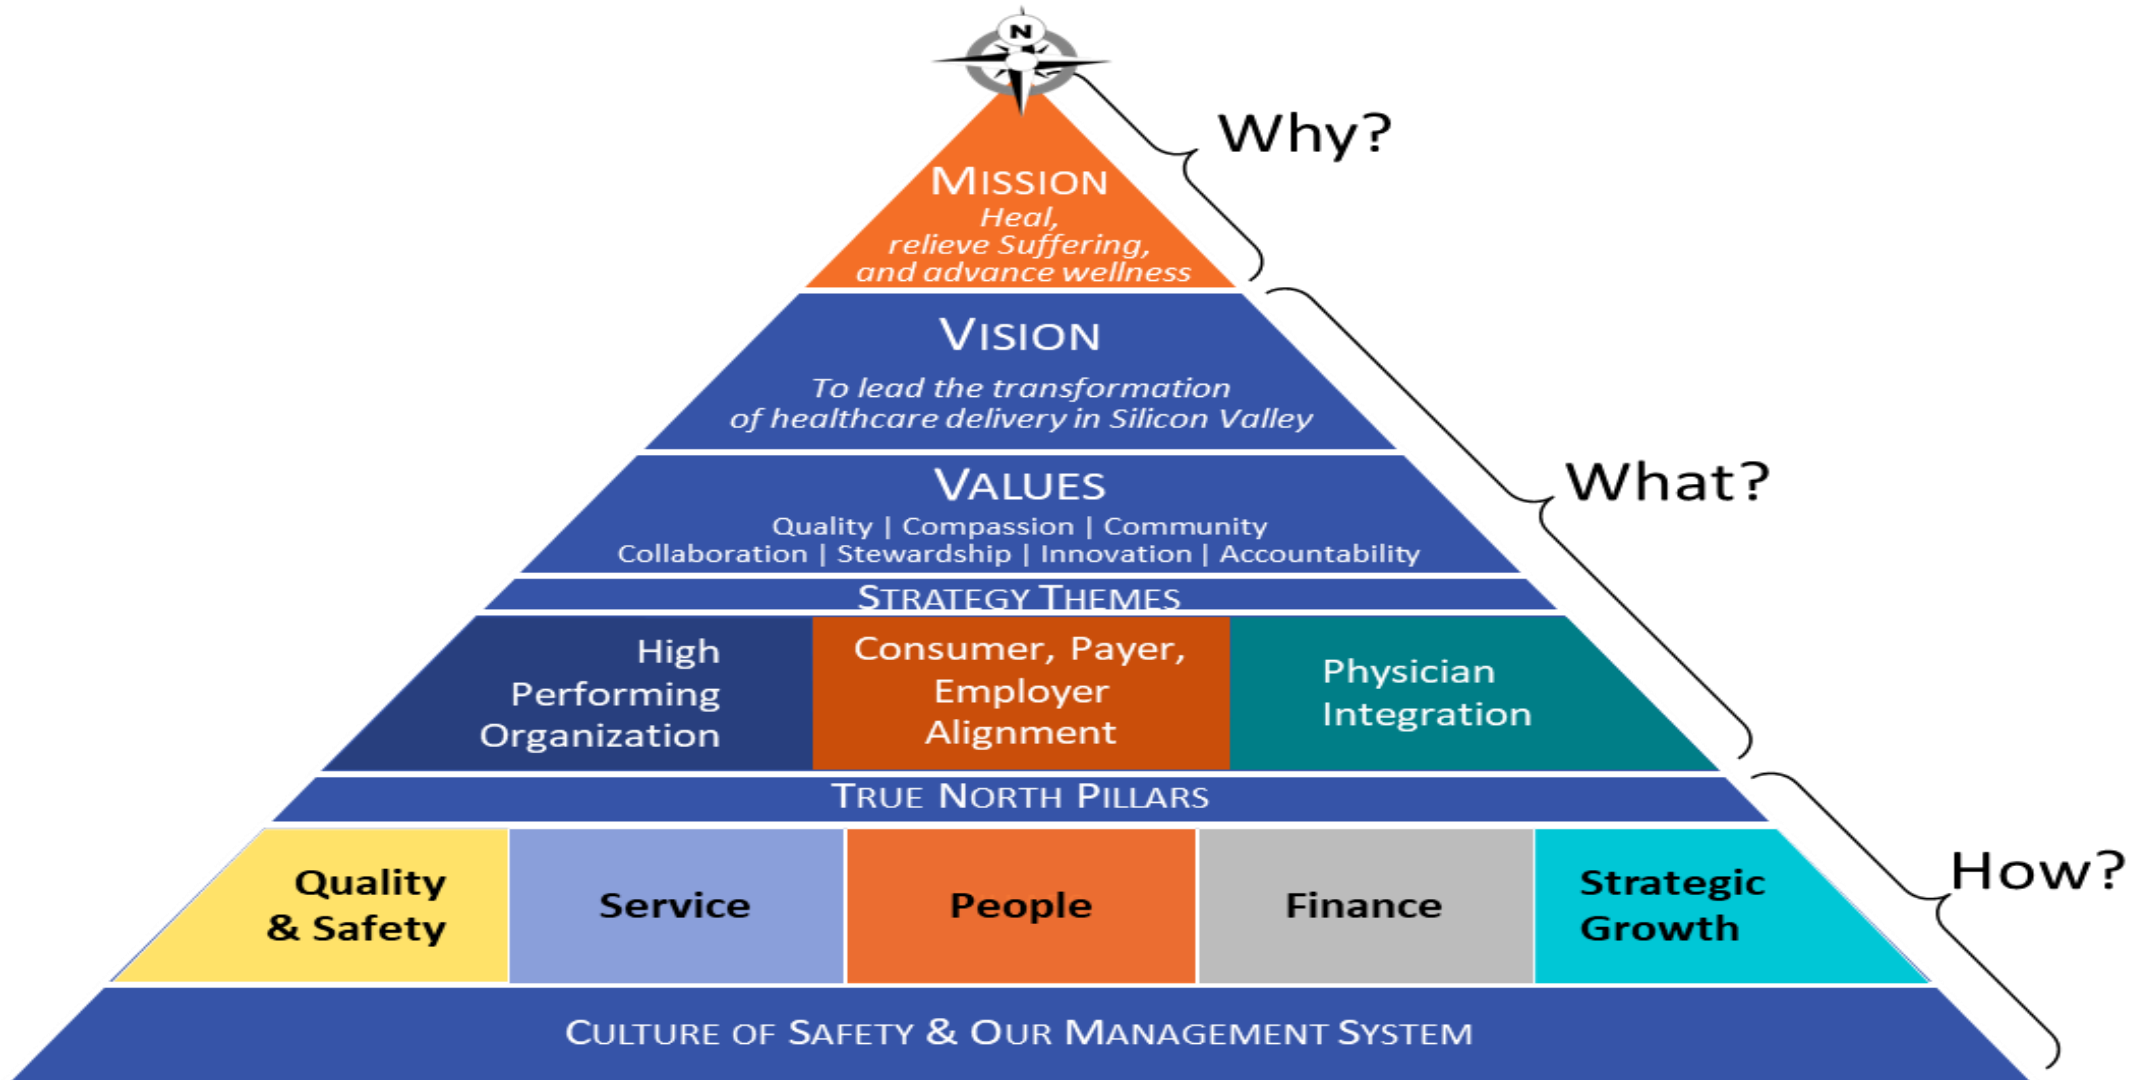 N
Why?
MISSION
Heal,
relieve Suffering,
and advance wellness
VISION
To lead the transformation
of healthcare delivery in Silicon Valley
What?
VALUES
Quality | Compassion | Community
Collaboration | Stewardship | Innovation | Accountability
STRATEGY THEMES
High
Performing
Organization
Consumer, Payer,
Employer
Alignment
Physician
Integration
TRUE NORTH PILLARS
How?
Quality
& Safety
Service
People
Finance
Strategic
Growth
CULTURE OF SAFETY & OUR MANAGEMENT SYSTEM